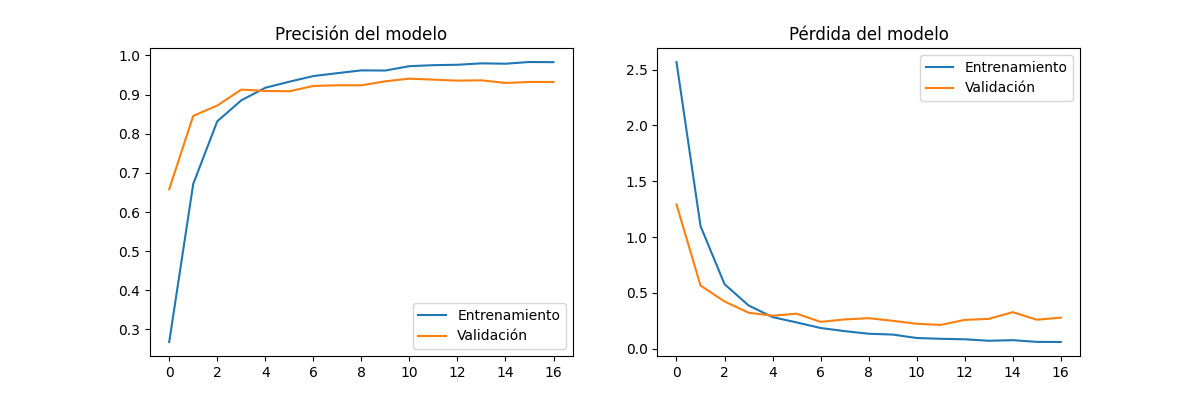 Precisión del modelo
1.0
0.9
0.8
0.7
0.6
0.5
0.4
0.3
0 2 4 6 8 10 12 14 16
Entrenamiento
Validación
Pérdida del modelo
2.5
2.0
1.5
1.0
0.5
0.0
0 2 4 6 8 10 12 14 16
Entrenamiento
Validación